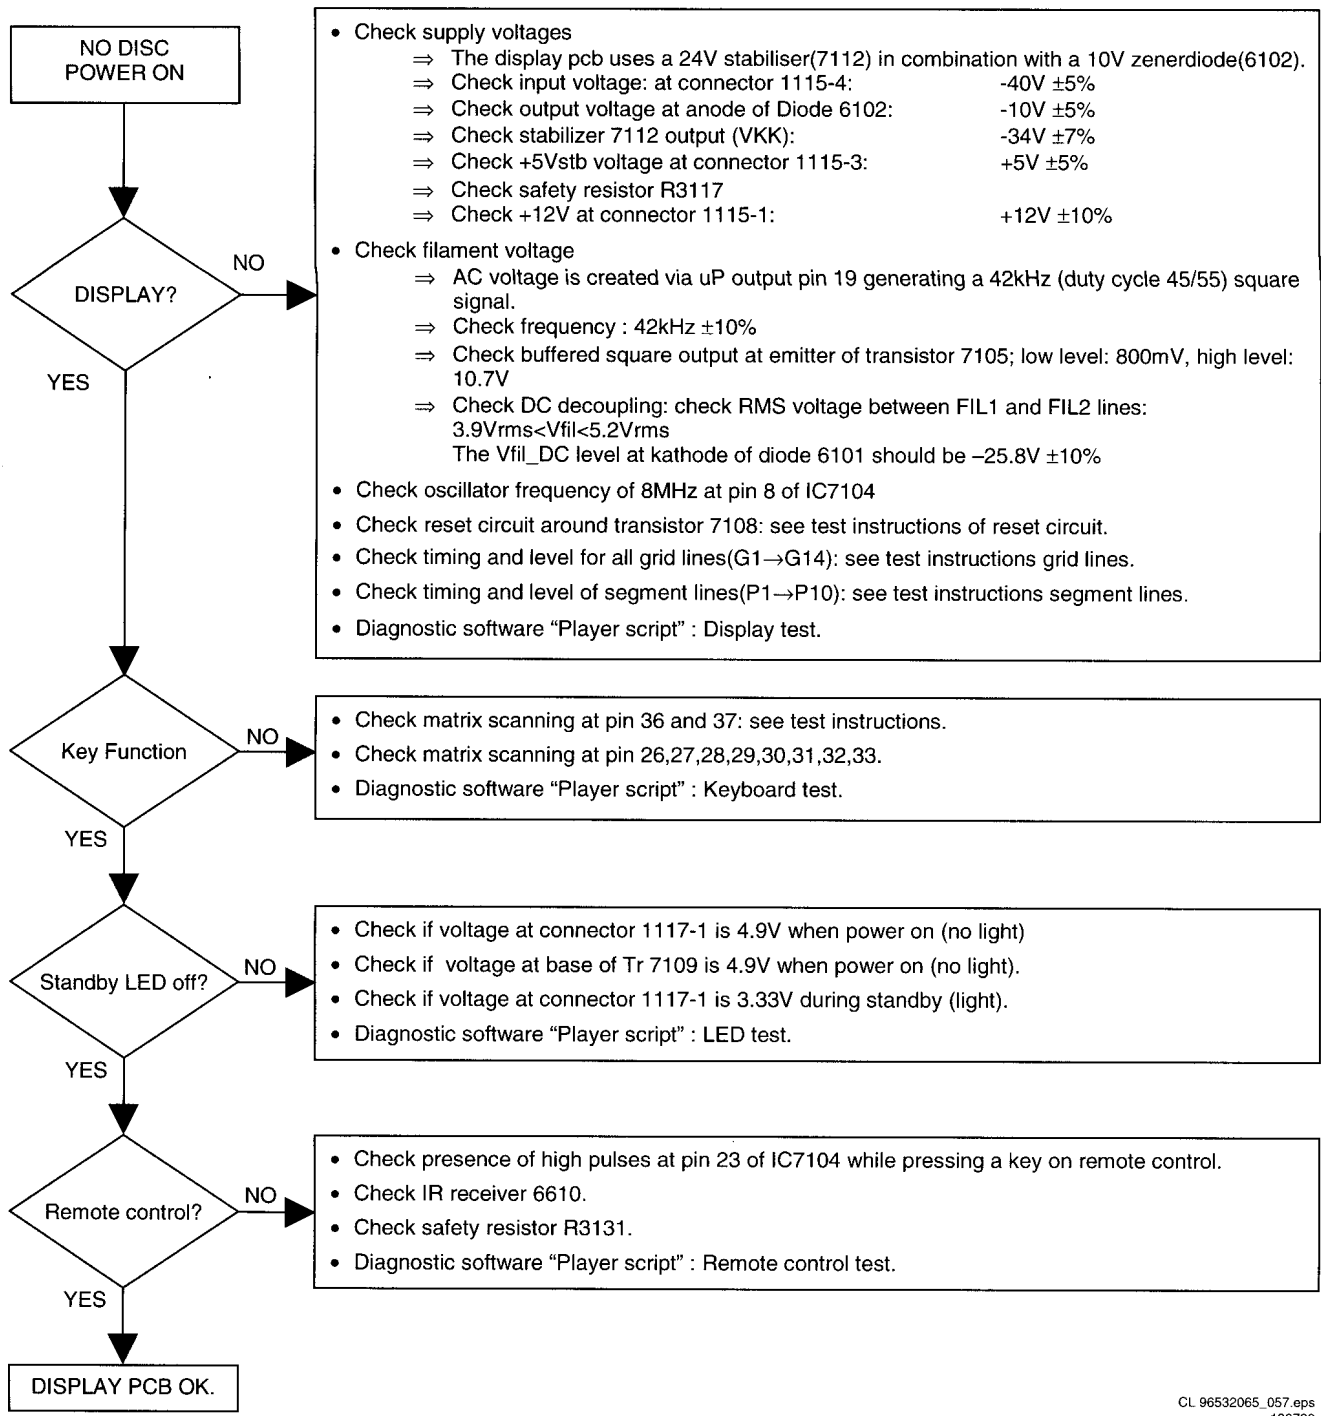 NO DISC
POWER ON
• Check supply voltages
⇒ The display pcb uses a 24V stabiliser(7112) in combination with a 10V zenerdiode(6102).
⇒ Check input voltage: at connector 1115-4: -40V ±5%
⇒ Check output voltage at anode of Diode 6102: -10V ±5%
⇒ Check stabilizer 7112 output (VKK): -34V ±7%
⇒ Check +5Vstb voltage at connector 1115-3: +5V ±5%
⇒ Check safety resistor R3117
⇒ Check +12V at connector 1115-1: +12V ±10%
DISPLAY?
NO
YES
• Check filament voltage
⇒ AC voltage is created via uP output pin 19 generating a 42kHz (duty cycle 45/55) square
signal.
⇒ Check frequency : 42kHz ±10%
⇒ Check buffered square output at emitter of transistor 7105; low level: 800mV, high level:
10.7V
⇒ Check DC decoupling: check RMS voltage between FIL1 and FIL2 lines:
3.9Vrms<Vfil<5.2Vrms
The Vfil_DC level at kathode of diode 6101 should be –25.8V ±10%
• Check oscillator frequency of 8MHz at pin 8 of IC7104
• Check reset circuit around transistor 7108: see test instructions of reset circuit.
• Check timing and level for all grid lines(G1→G14): see test instructions grid lines.
• Check timing and level of segment lines(P1→P10): see test instructions segment lines.
• Diagnostic software “Player script” : Display test.
Key Function
NO
YES
• Check matrix scanning at pin 36 and 37: see test instructions.
• Check matrix scanning at pin 26,27,28,29,30,31,32,33.
• Diagnostic software “Player script” : Keyboard test.
Standby LED off?
NO
YES
• Check if voltage at connector 1117-1 is 4.9V when power on (no light)
• Check if voltage at base of Tr 7109 is 4.9V when power on (no light).
• Check if voltage at connector 1117-1 is 3.33V during standby (light).
• Diagnostic software “Player script” : LED test.
Remote control?
NO
YES
• Check presence of high pulses at pin 23 of IC7104 while pressing a key on remote control.
• Check IR receiver 6610.
• Check safety resistor R3131.
• Diagnostic software “Player script” : Remote control test.
DISPLAY PCB OK.
CL 96532065_057.eps